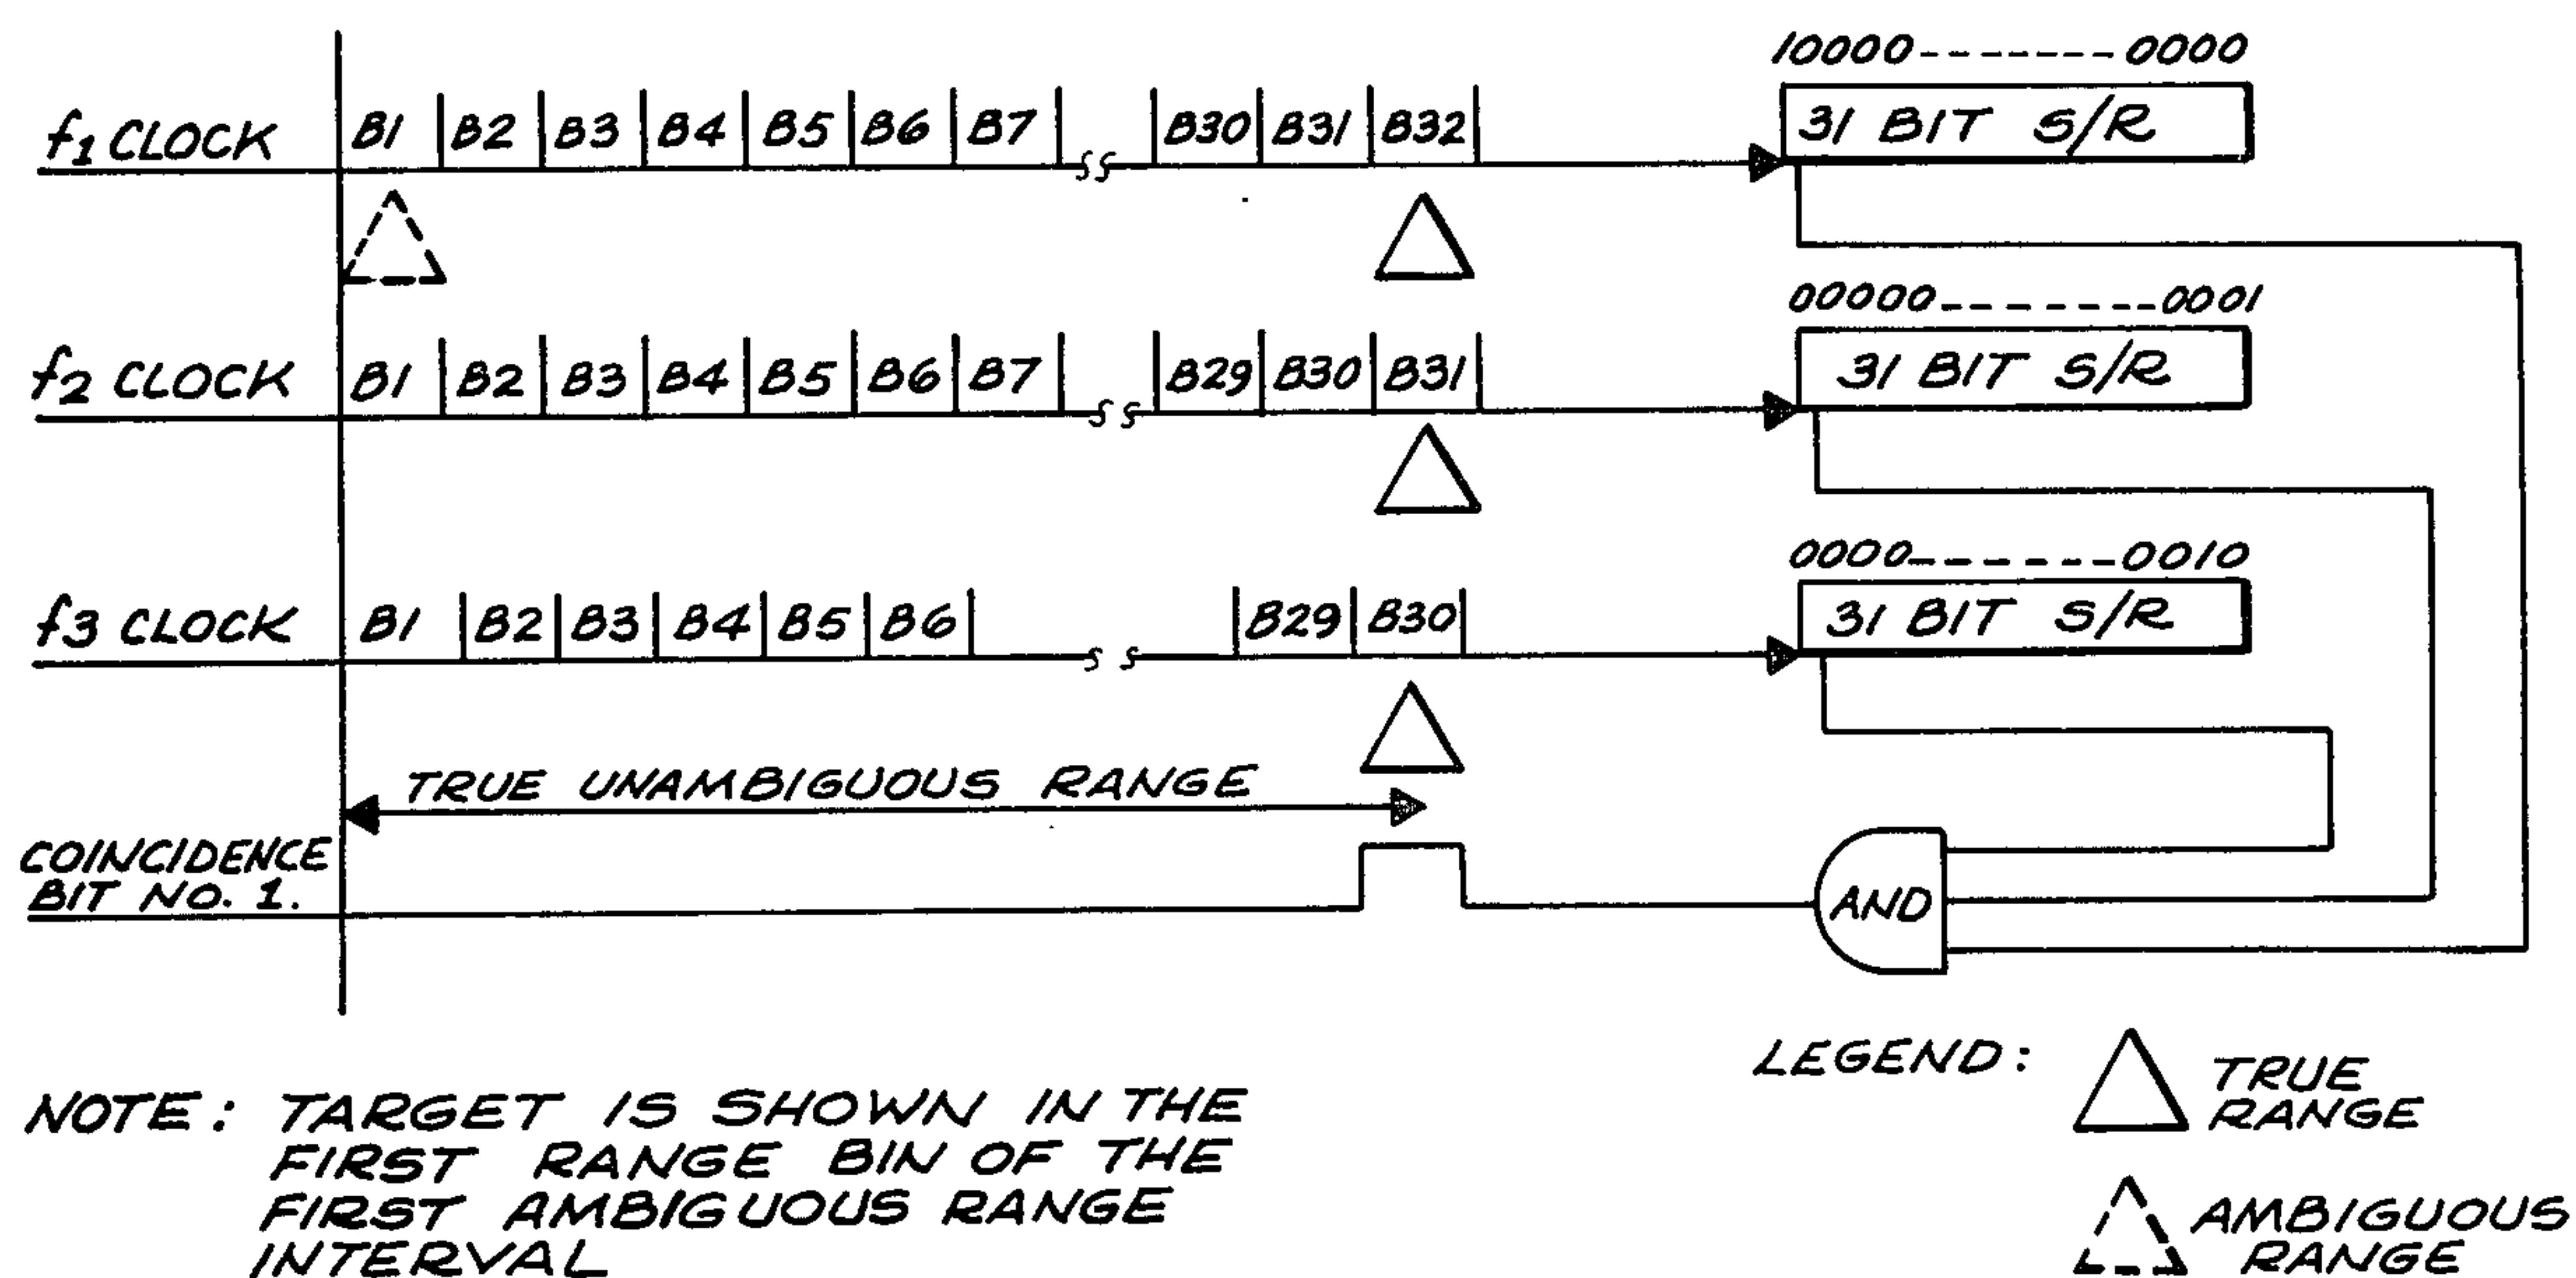 10000-------0000
f1 CLOCK B1 B2 B3 B4 B5 B6 B7 B30 B31 B32 31 BIT S/R
00000-------0001
f2 CLOCK B1 B2 B3 B4 B5 B6 B7 B29 B30 B31 31 BIT S/R
0000------0010
f3 CLOCK B1 B2 B3 B4 B5 B6 B29 B30 31 BIT S/R
TRUE UNAMBIGUOUS RANGE
COINCIDENCE
BIT NO. 1.
AND
NOTE: TARGET IS SHOWN IN THE
FIRST RANGE BIN OF THE
FIRST AMBIGUOUS RANGE
INTERVAL
LEGEND:
TRUE
RANGE
AMBIGUOUS
RANGE